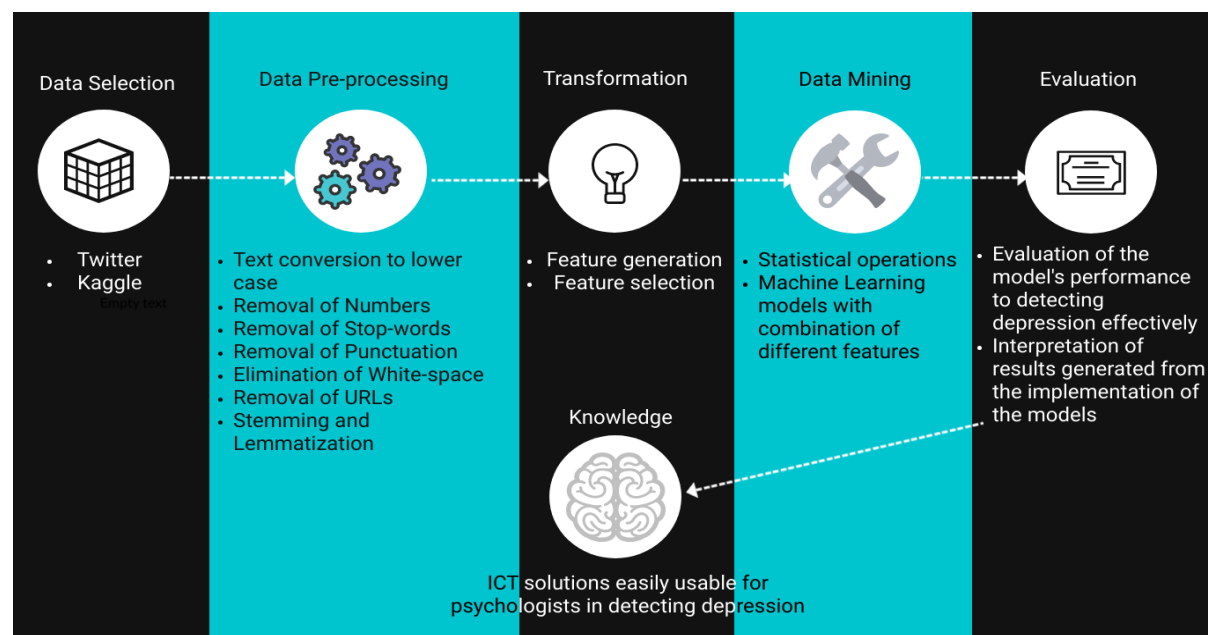 Data Selection
• Twitter
• Kaggle
Empty text
Data Pre-processing
• Text conversion to lower
case
• Removal of Numbers
• Removal of Stop-words
• Removal of Punctuation
• Elimination of White-space
• Removal of URLs
• Stemming and
Lemmatization
Transformation
• Feature generation
• Feature selection
Data Mining
• Statistical operations
• Machine Learning
models with
combination of
different features
Evaluation
• Evaluation of the
model's performance
to detecting
depression effectively
• Interpretation of
results generated from
the implementation of
the models
Knowledge
ICT solutions easily usable for
psychologists in detecting depression